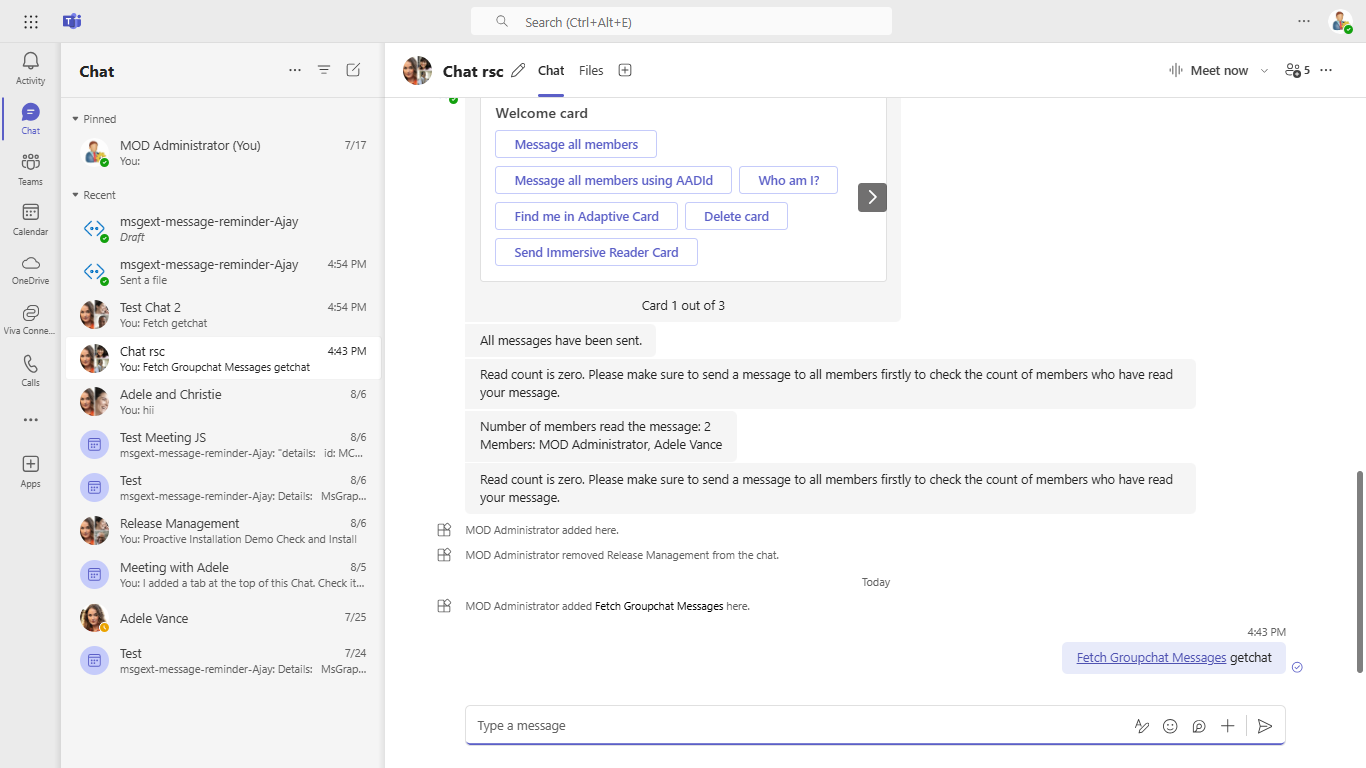 Search (Ctrl+Alt+E)
Activity
Chat
Teams
Calendar
OneDrive
Viva Conne...
Calls
Apps
Chat
Pinned
MOD Administrator (You) 7/17
You:
Recent
msgext-message-reminder-Ajay
Draft
msgext-message-reminder-Ajay 4:54 PM
Sent a file
Test Chat 2 4:54 PM
You: Fetch getchat
Chat rsc 4:43 PM
You: Fetch Groupchat Messages getchat
Adele and Christie 8/6
You: hii
Test Meeting JS 8/6
msgext-message-reminder-Ajay: "details: id: MC...
Test 8/6
msgext-message-reminder-Ajay: Details: MsGrap...
Release Management 8/6
You: Proactive Installation Demo Check and Install
Meeting with Adele 8/5
You: I added a tab at the top of this Chat. Check it...
Adele Vance 7/25
Test 7/24
msgext-message-reminder-Ajay: Details: MsGrap...
Chat rsc Chat Files Meet now 5
Welcome card
Message all members
Message all members using AADId Who am I?
Find me in Adaptive Card Delete card
Send Immersive Reader Card
Card 1 out of 3
All messages have been sent.
Read count is zero. Please make sure to send a message to all members firstly to check the count of members who have read
your message.
Number of members read the message: 2
Members: MOD Administrator, Adele Vance
Read count is zero. Please make sure to send a message to all members firstly to check the count of members who have read
your message.
MOD Administrator added here.
MOD Administrator removed Release Management from the chat.
Today
MOD Administrator added Fetch Groupchat Messages here.
4:43 PM
Fetch Groupchat Messages getchat
Type a message